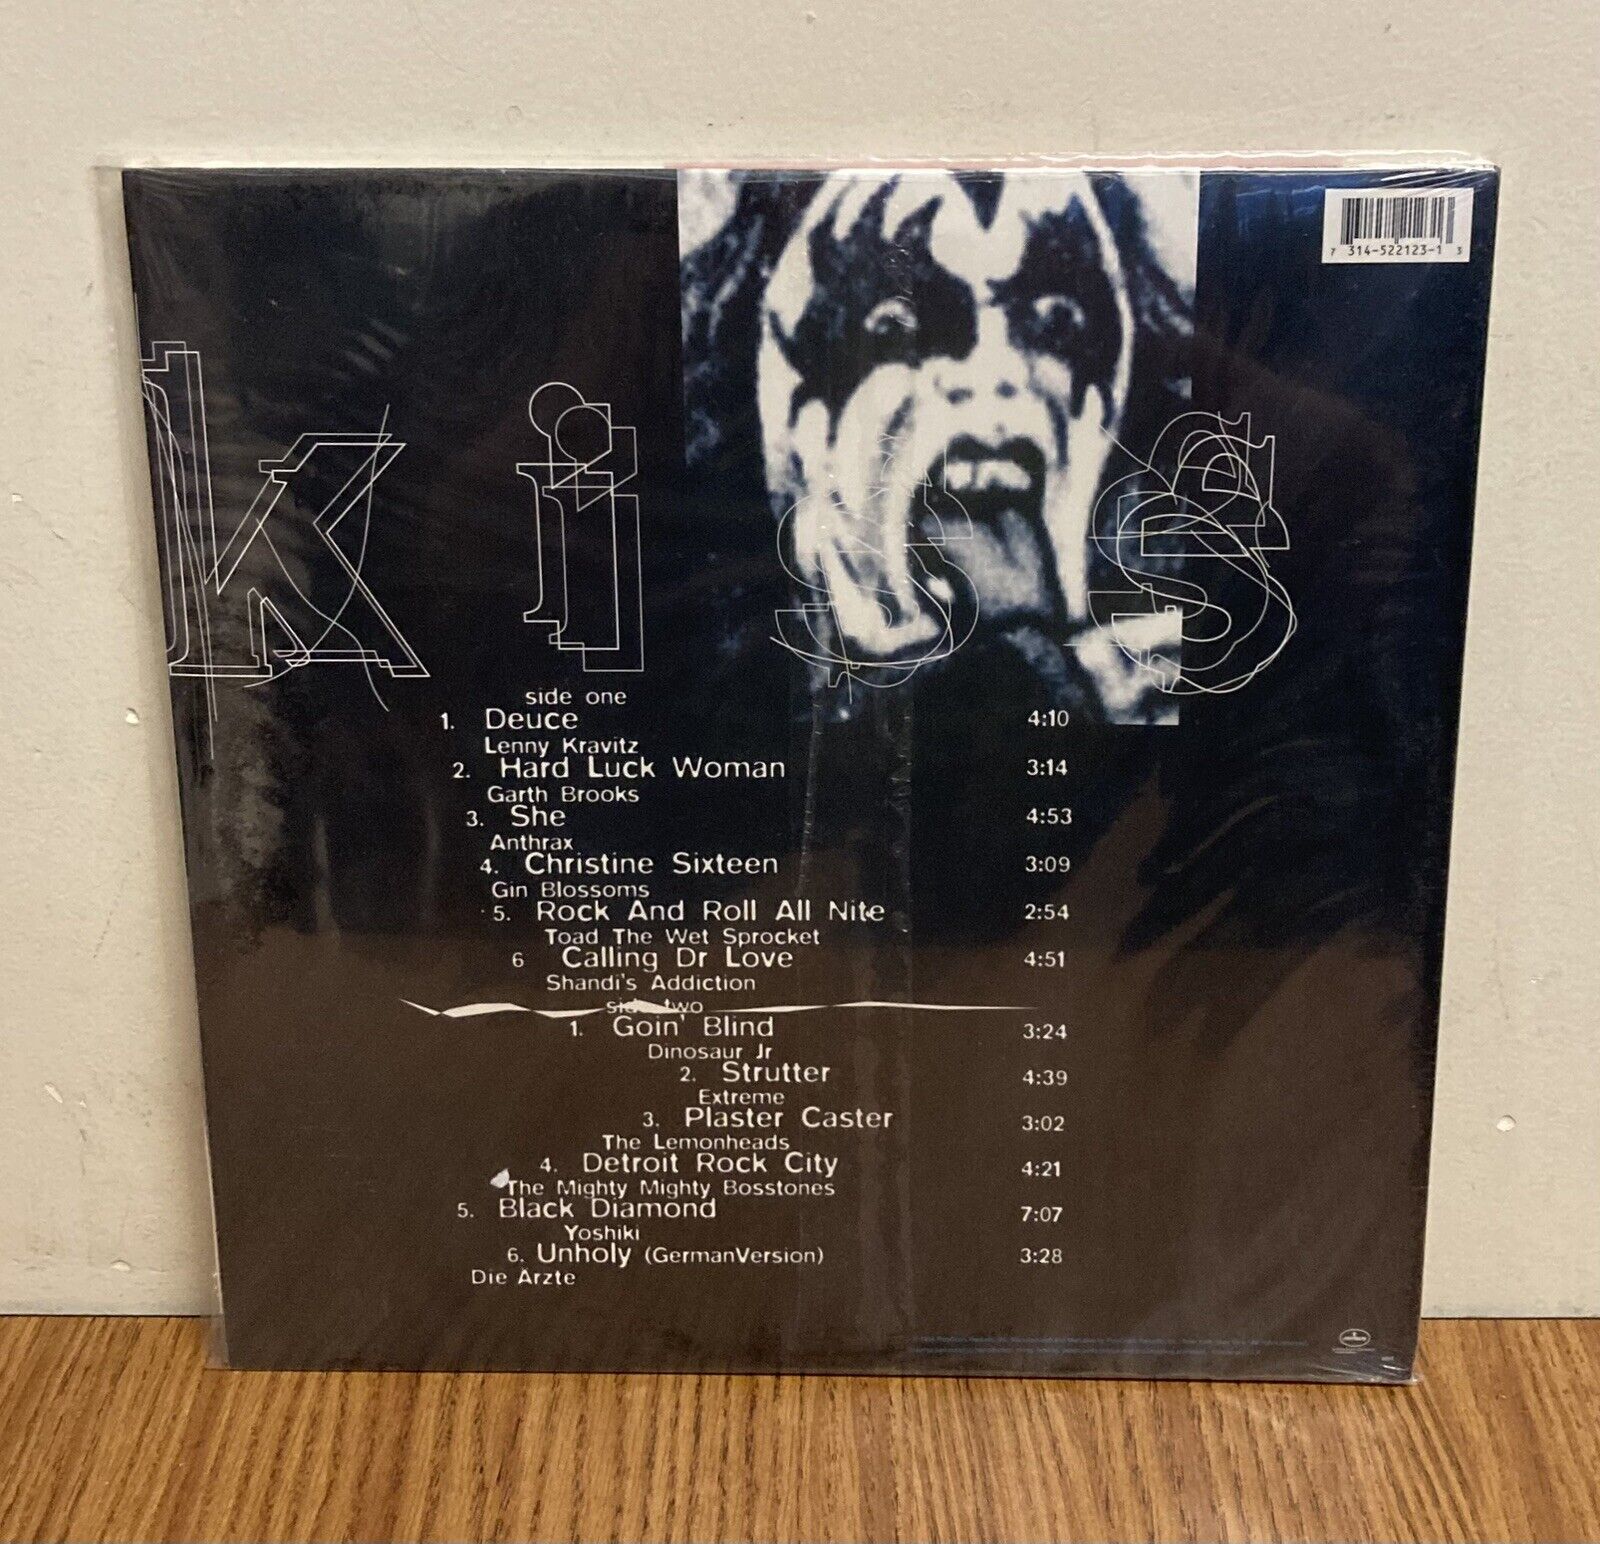 7 314-522123-1 3
kiss
side one
1. Deuce 4:10
Lenny Kravitz
2. Hard Luck Woman 3:14
Garth Brooks
3. She 4:53
Anthrax
4. Christine Sixteen 3:09
Gin Blossoms
5. Rock And Roll All Nite 2:54
Toad The Wet Sprocket
6 Calling Dr Love 4:51
Shandi's Addiction
side two
1. Goin' Blind 3:24
Dinosaur Jr
2. Strutter 4:39
Extreme
3. Plaster Caster 3:02
The Lemonheads
4. Detroit Rock City 4:21
The Mighty Mighty Bosstones
5. Black Diamond 7:07
Yoshiki
6. Unholy (GermanVersion) 3:28
Die Ärzte